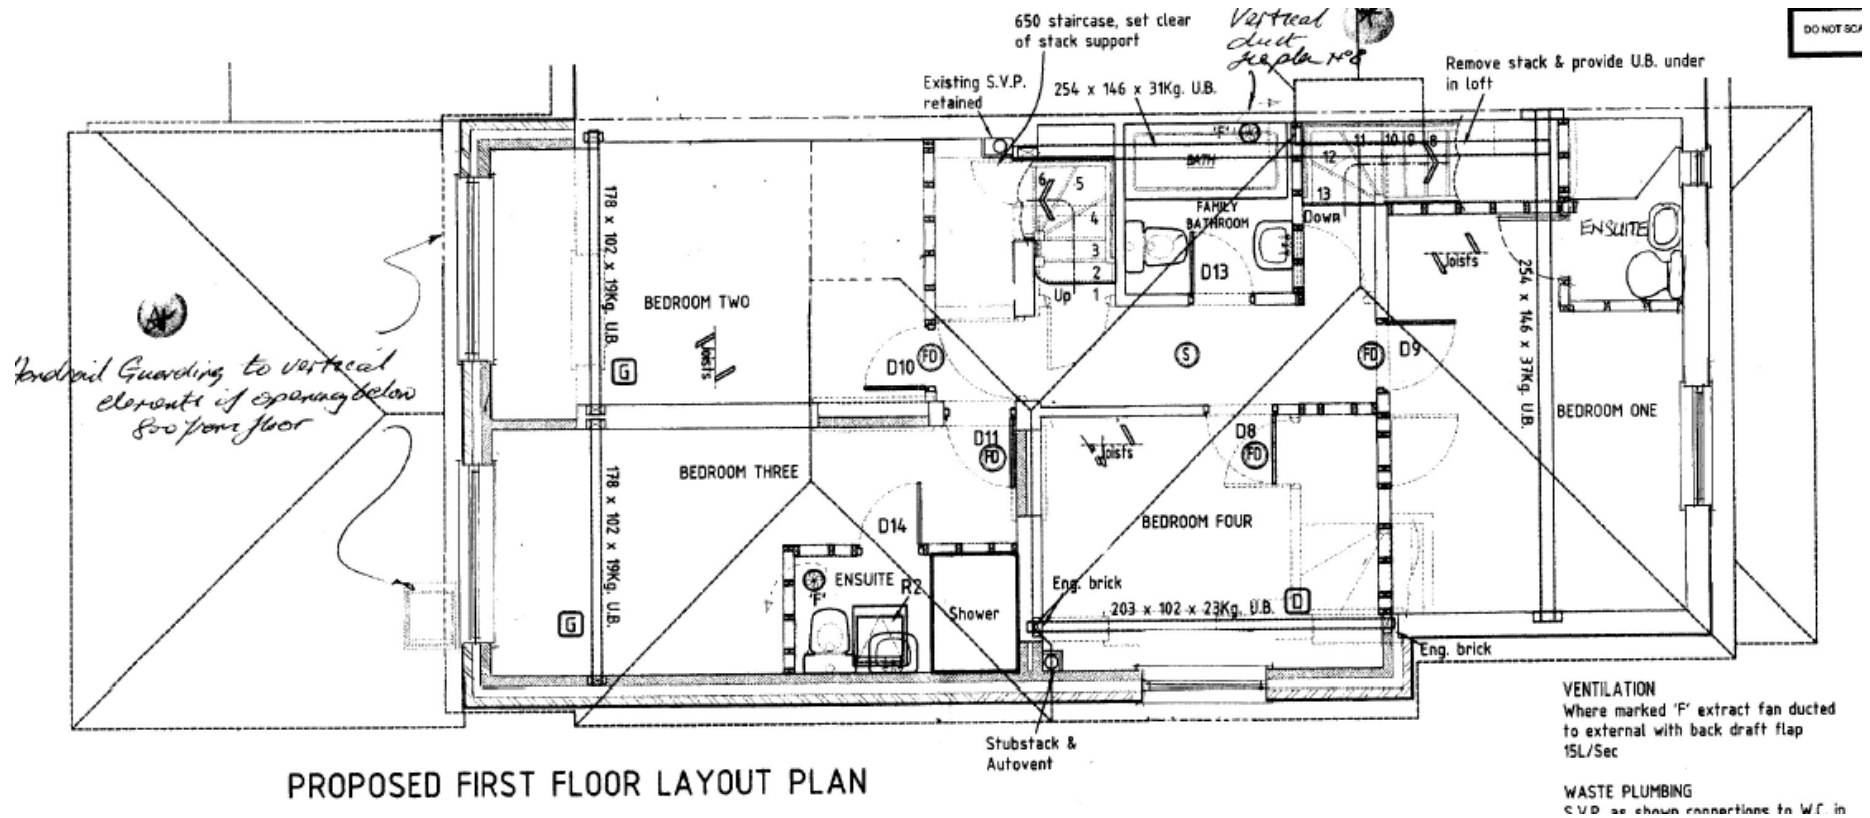 650 staircase, set clear
of stack support
Vertical
duct
DO NOT SCA
Existing S.V.P.
retained
254 x 146 x 31Kg. U.B.
Remove stack & provide U.B. under
in loft
'F'
BATH
11
10
9
8
12
13
Down
6
5
4
3
2
1
Up
FAMILY
BATHROOM
D13
ENSUITE
Joists
178 x 102 x 19Kg. U.B.
BEDROOM TWO
Joists
G
D10
FD
S
FD
D9
254 x 146 x 37Kg. U.B.
BEDROOM ONE
Handrail Guarding to vertical
elements if opening below
800 from floor
D11
FD
Joists
D8
FD
BEDROOM THREE
178 x 102 x 19Kg. U.B.
D14
BEDROOM FOUR
ENSUITE
'F'
R2
Shower
G
Eng. brick
203 x 102 x 23Kg. U.B.
D
Eng. brick
Stubstack &
Autovent
VENTILATION
Where marked 'F' extract fan ducted
to external with back draft flap
15L/Sec
WASTE PLUMBING
S.V.P. as shown connections to W.C. in
PROPOSED FIRST FLOOR LAYOUT PLAN